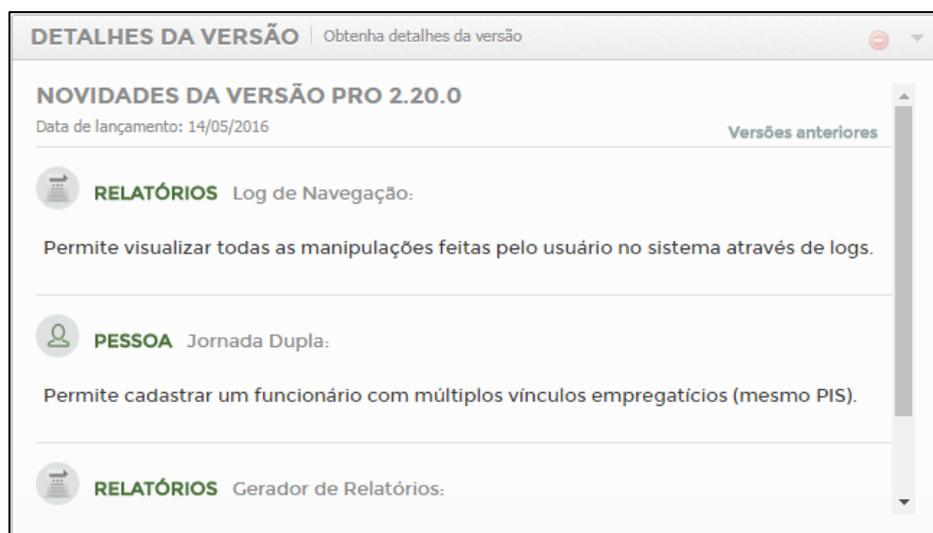 DETALHES DA VERSÃO | Obtenha detalhes da versão
NOVIDADES DA VERSÃO PRO 2.20.0
Data de lançamento: 14/05/2016
Versões anteriores
RELATÓRIOS Log de Navegação:
Permite visualizar todas as manipulações feitas pelo usuário no sistema através de logs.
PESSOA Jornada Dupla:
Permite cadastrar um funcionário com múltiplos vínculos empregatícios (mesmo PIS).
RELATÓRIOS Gerador de Relatórios: